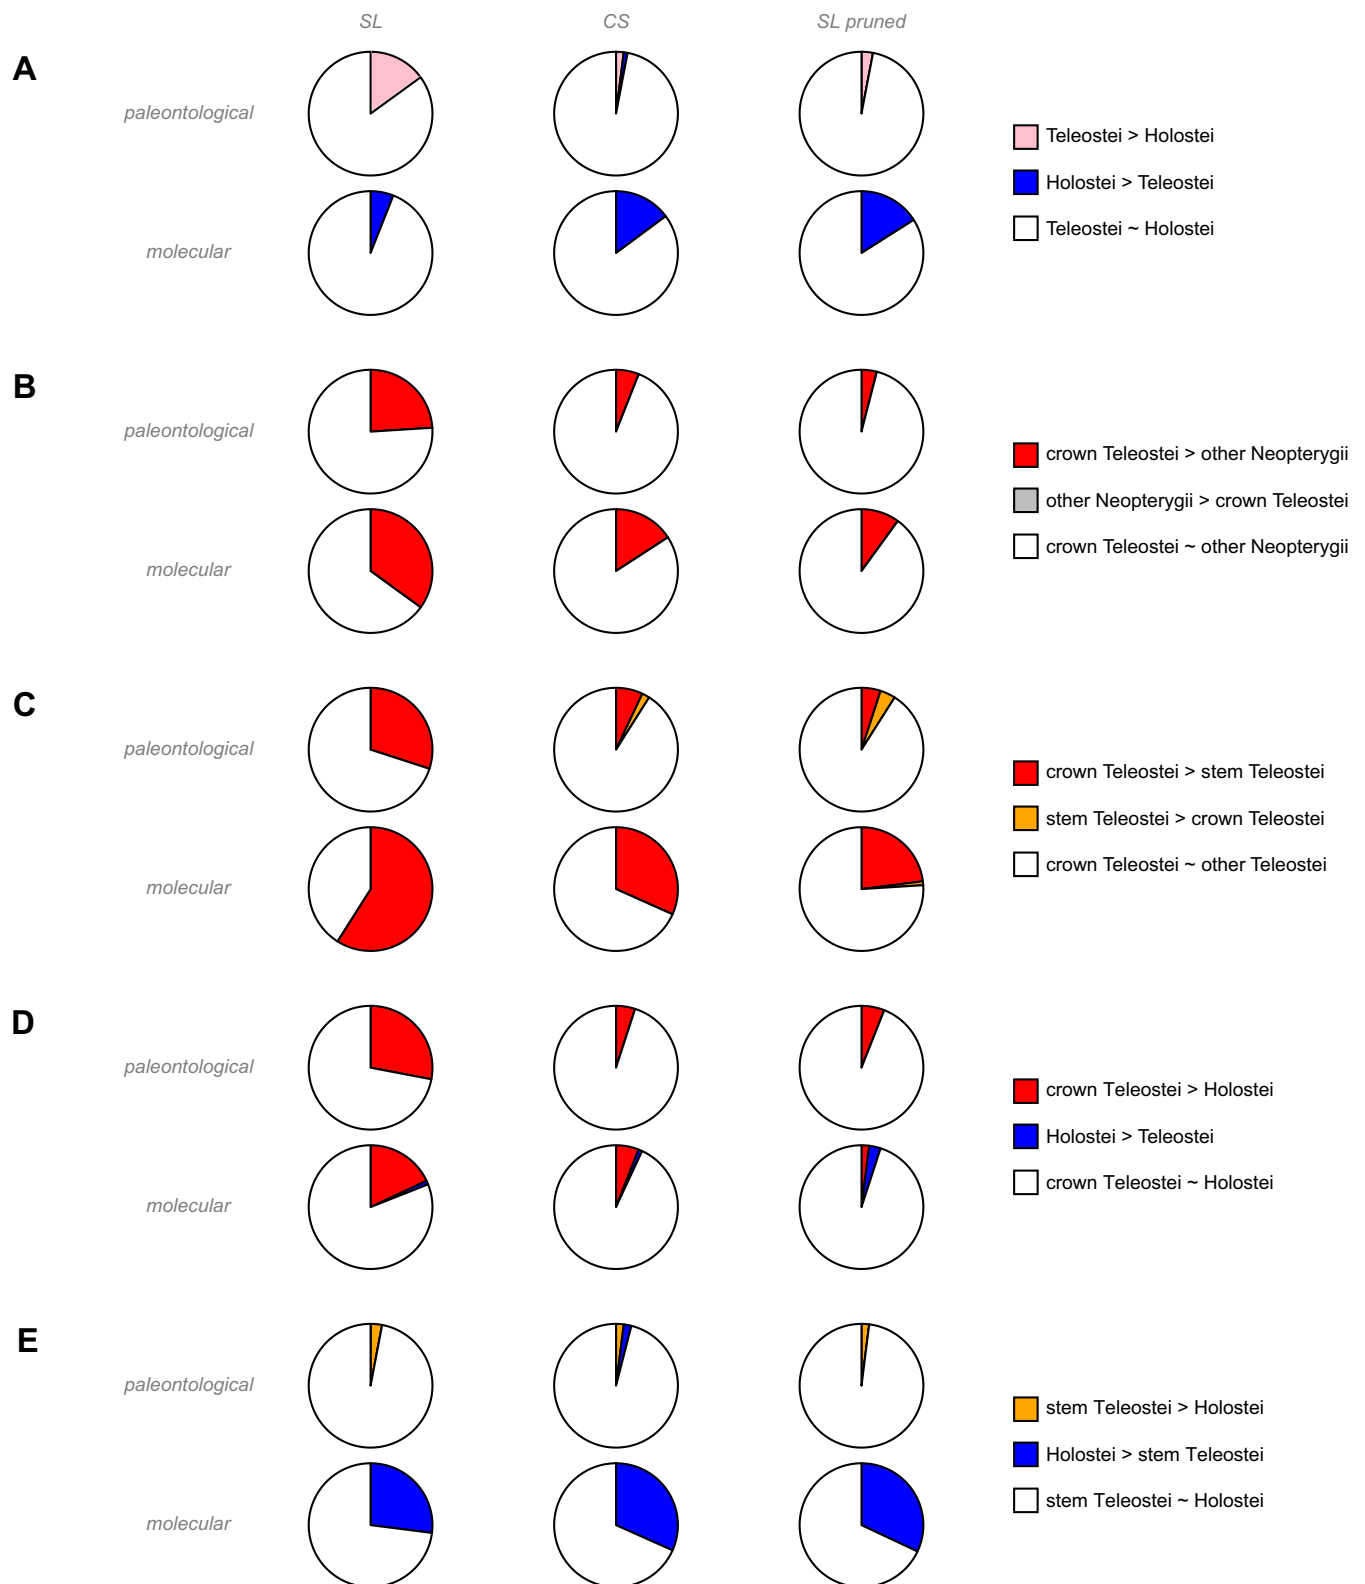 SL CS SL pruned
A
paleontological
molecular
Teleostei > Holostei
Holostei > Teleostei
Teleostei ~ Holostei
B
paleontological
molecular
crown Teleostei > other Neopterygii
other Neopterygii > crown Teleostei
crown Teleostei ~ other Neopterygii
C
paleontological
molecular
crown Teleostei > stem Teleostei
stem Teleostei > crown Teleostei
crown Teleostei ~ other Teleostei
D
paleontological
molecular
crown Teleostei > Holostei
Holostei > Teleostei
crown Teleostei ~ Holostei
E
paleontological
molecular
stem Teleostei > Holostei
Holostei > stem Teleostei
stem Teleostei ~ Holostei